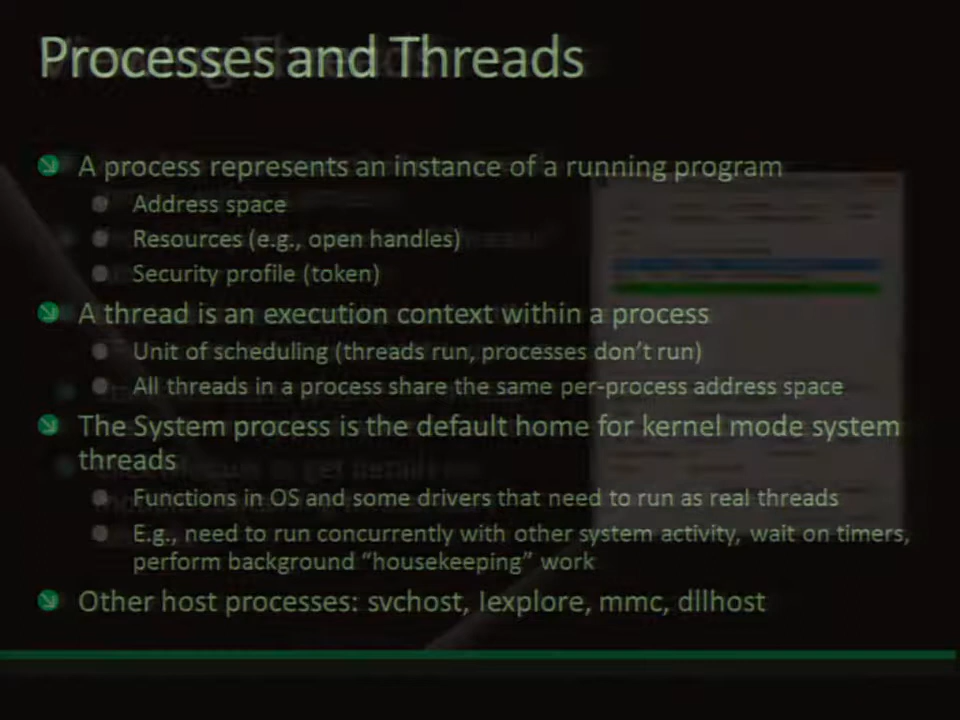 Processes and Threads
A process represents an instance of a running program
Address space
Resources (e.g., open handles)
Security profile (token)
A thread is an execution context within a process
Unit of scheduling (threads run, processes don't run)
All threads in a process share the same per-process address space
The System process is the default home for kernel mode system
threads
Functions in OS and some drivers that need to run as real threads
E.g., need to run concurrently with other system activity, wait on timers,
perform background “housekeeping” work
Other host processes: svchost, Iexplore, mmc, dllhost